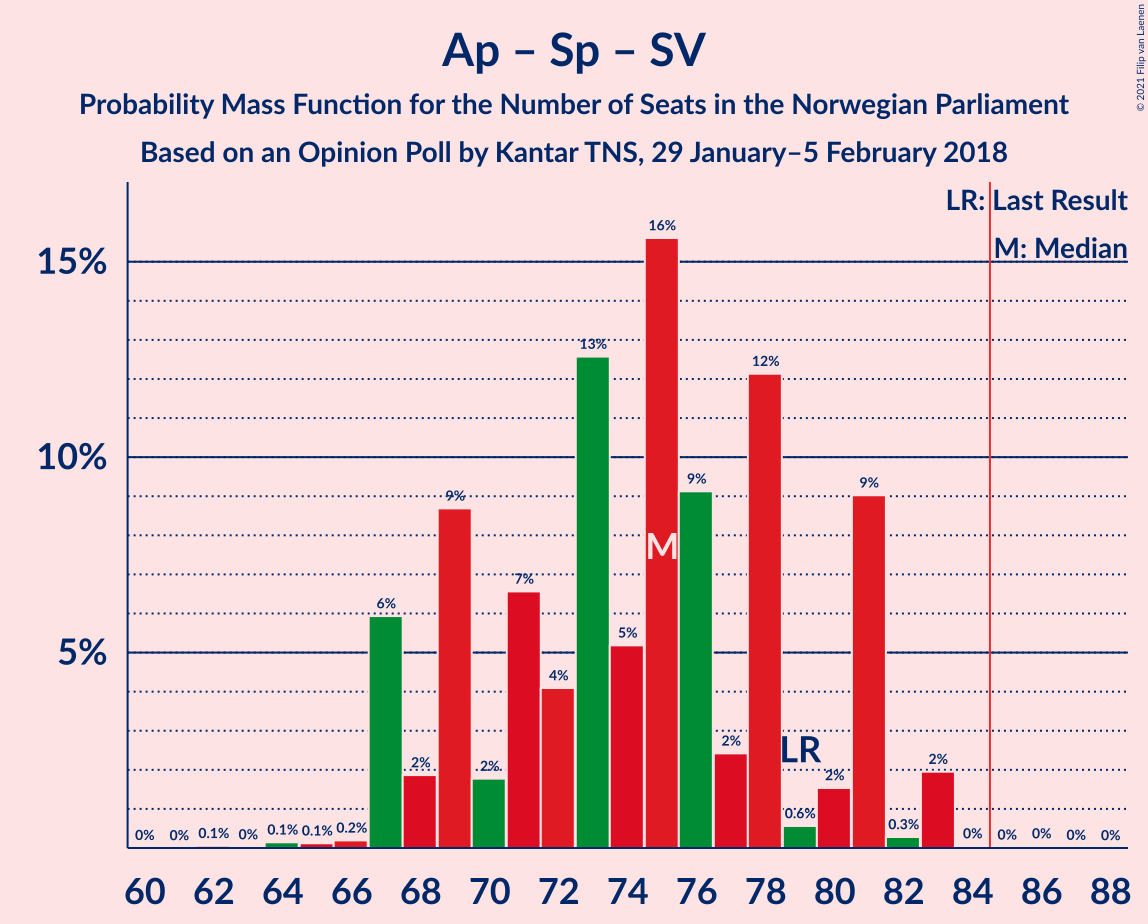 Ap – Sp – SV
Probability Mass Function for the Number of Seats in the Norwegian Parliament
Based on an Opinion Poll by Kantar TNS, 29 January–5 February 2018
© 2021 Filip van Laenen
LR: Last Result
M: Median
15%
10%
5%
0% 0% 0.1% 0% 0.1% 0.1% 0.2% 6% 2% 9% 2% 7% 4% 13% 5% 16% 9% 2% 12% 0.6% 2% 9% 0.3% 2% 0% 0% 0% 0% 0%
M
LR
60 62 64 66 68 70 72 74 76 78 80 82 84 86 88